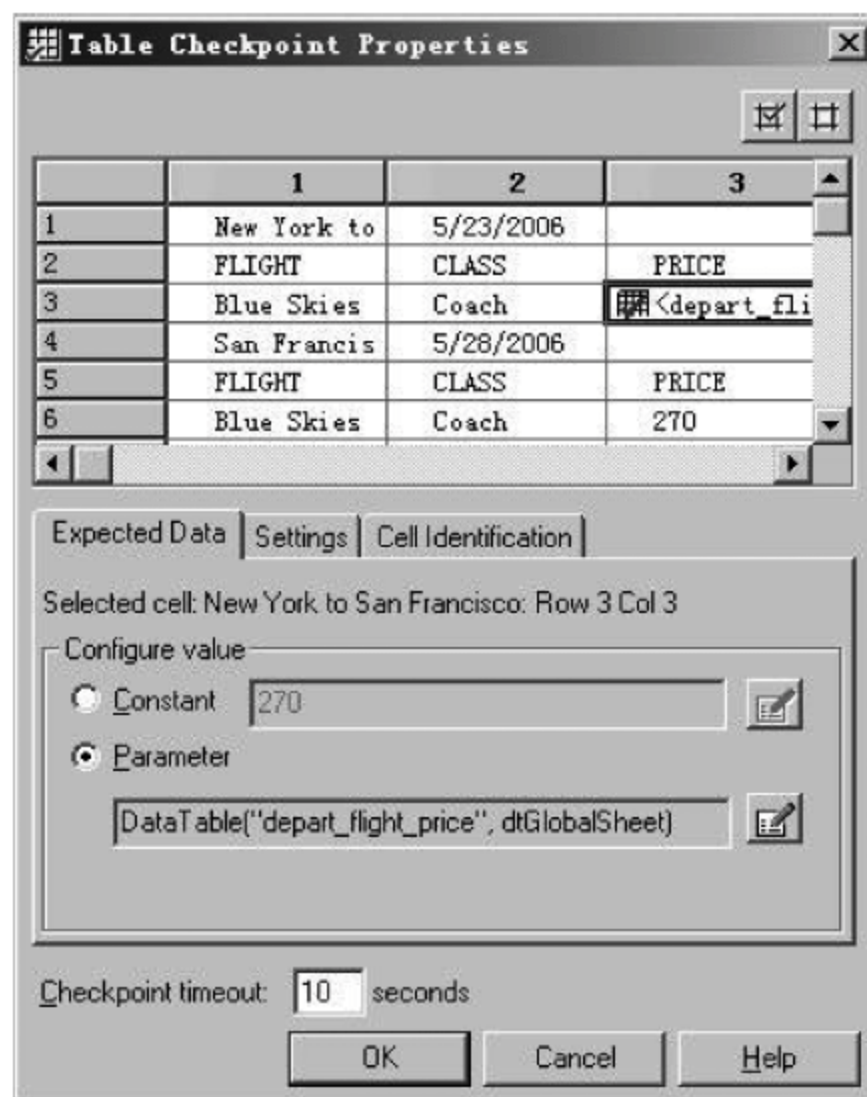 Table Checkpoint Properties
1 2 3
1 New York to 5/23/2006
2 FLIGHT CLASS PRICE
3 Blue Skies Coach <depart_fli
4 San Francis 5/28/2006
5 FLIGHT CLASS PRICE
6 Blue Skies Coach 270
Expected Data Settings Cell Identification
Selected cell: New York to San Francisco: Row 3 Col 3
Configure value
Constant 270
Parameter
DataTable("depart_flight_price", dtGlobalSheet)
Checkpoint timeout: 10 seconds
OK Cancel Help